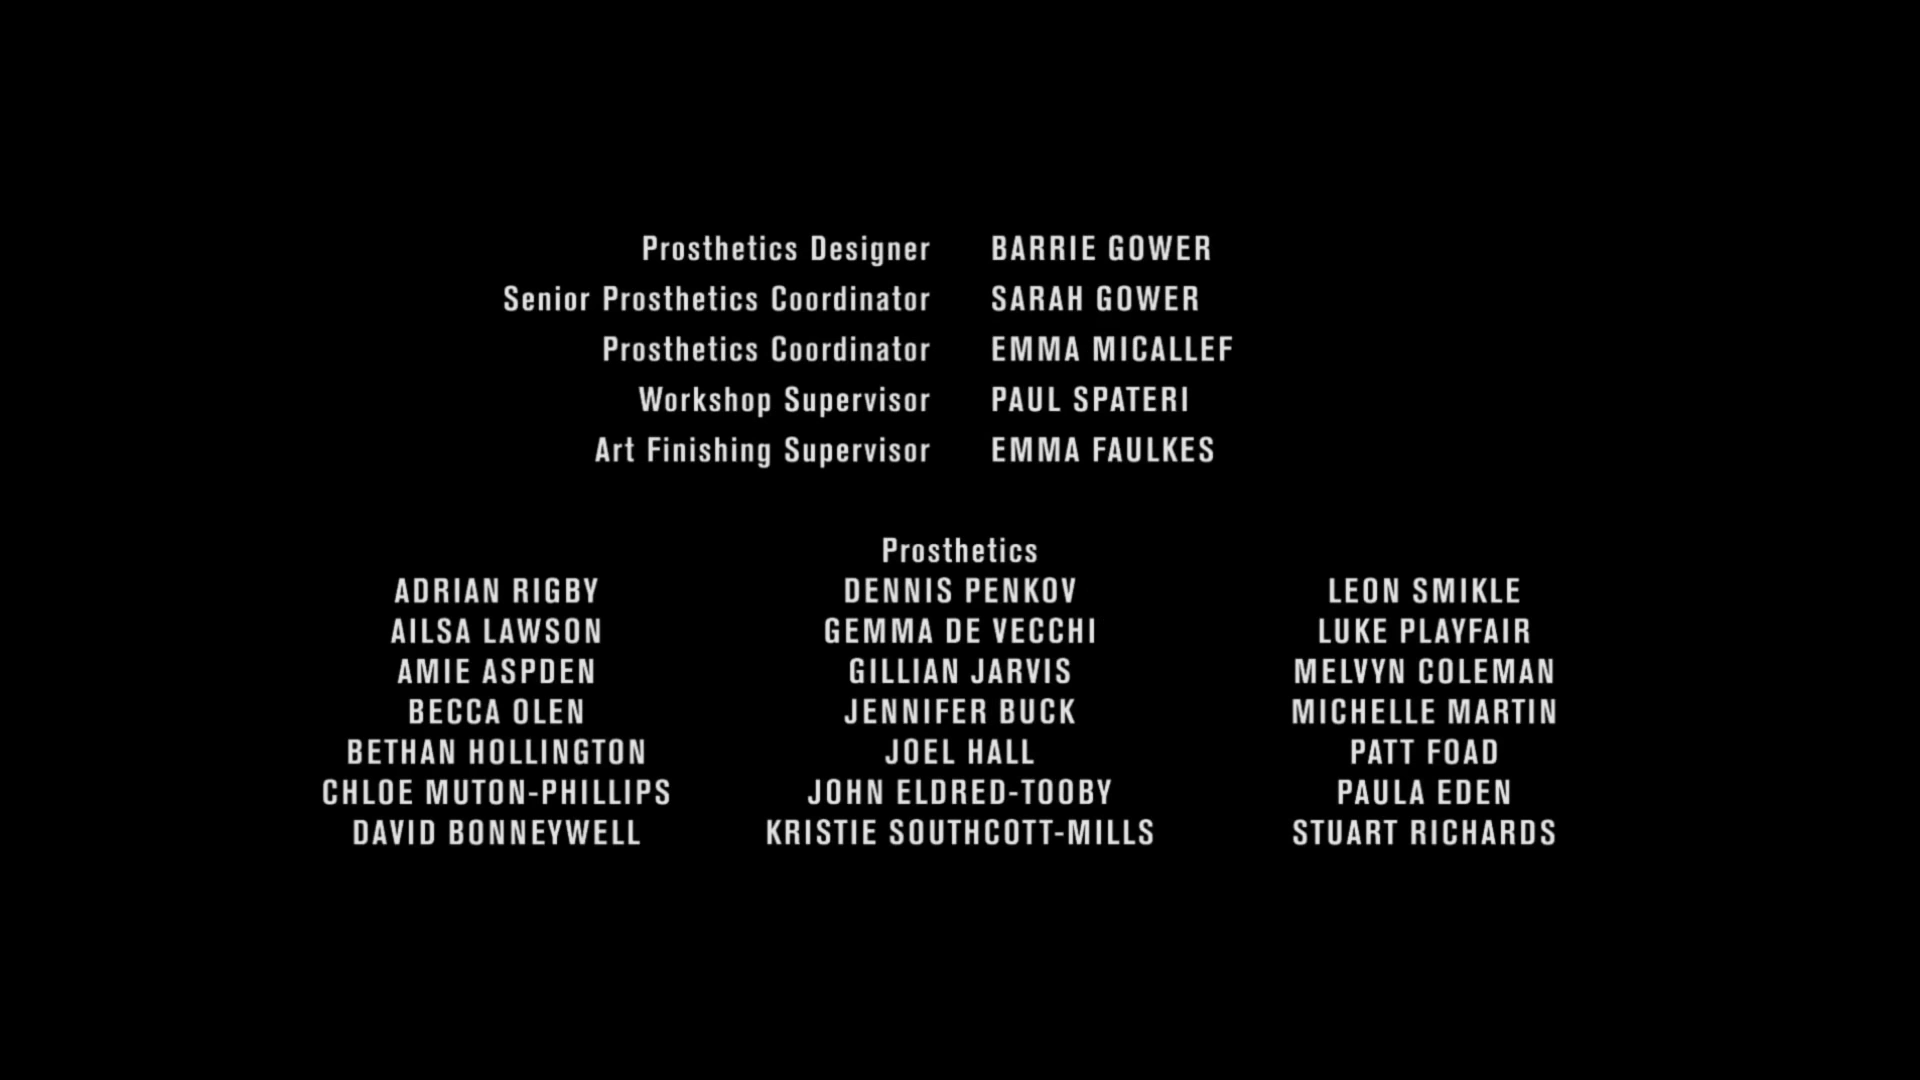 Prosthetics Designer BARRIE GOWER
Senior Prosthetics Coordinator SARAH GOWER
Prosthetics Coordinator EMMA MICALLEF
Workshop Supervisor PAUL SPATERI
Art Finishing Supervisor EMMA FAULKES
Prosthetics
ADRIAN RIGBY DENNIS PENKOV LEON SMIKLE
AILSA LAWSON GEMMA DE VECCHI LUKE PLAYFAIR
AMIE ASPDEN GILLIAN JARVIS MELVYN COLEMAN
BECCA OLEN JENNIFER BUCK MICHELLE MARTIN
BETHAN HOLLINGTON JOEL HALL PATT FOAD
CHLOE MUTON-PHILLIPS JOHN ELDRED-TOOBY PAULA EDEN
DAVID BONNEYWELL KRISTIE SOUTHCOTT-MILLS STUART RICHARDS